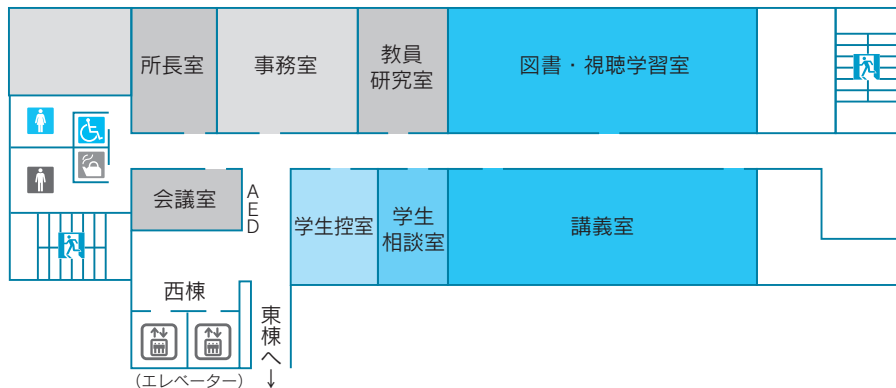 所長室
事務室
教員
研究室
図書・視聴学習室
会議室
AED
学生控室
学生
相談室
講義室
西棟
東棟へ↓
（エレベーター）